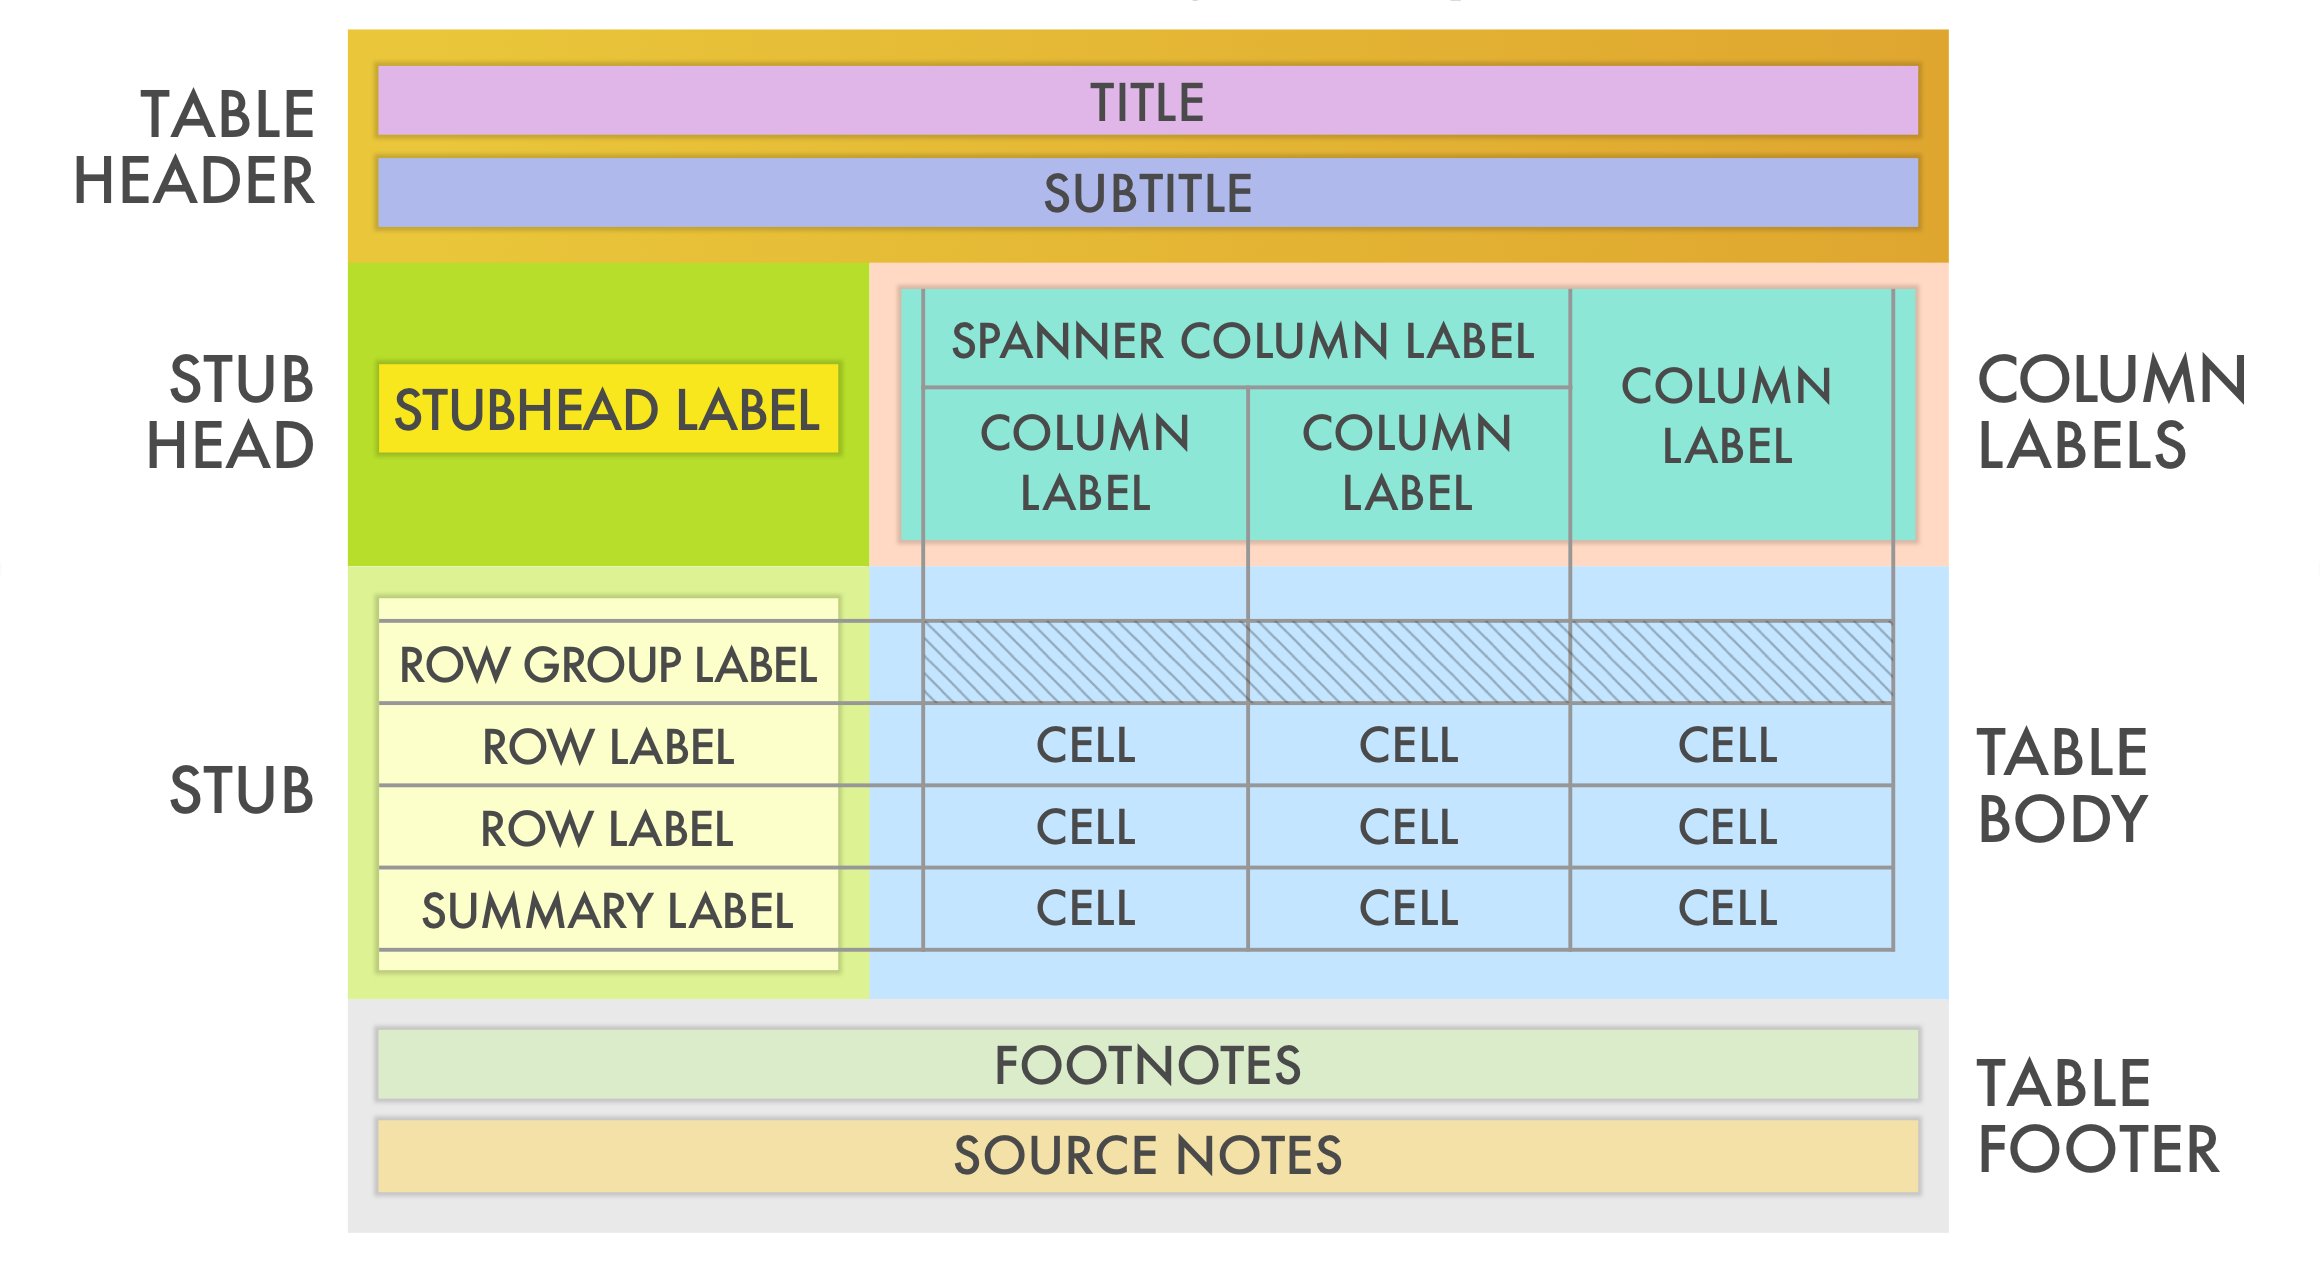 TABLE
HEADER
TITLE
SUBTITLE
STUB
HEAD
STUBHEAD LABEL
SPANNER COLUMN LABEL
COLUMN
LABEL
COLUMN
LABEL
COLUMN
LABEL
COLUMN
LABELS
STUB
ROW GROUP LABEL
ROW LABEL
CELL
CELL
CELL
ROW LABEL
CELL
CELL
CELL
SUMMARY LABEL
CELL
CELL
CELL
TABLE
BODY
FOOTNOTES
SOURCE NOTES
TABLE
FOOTER